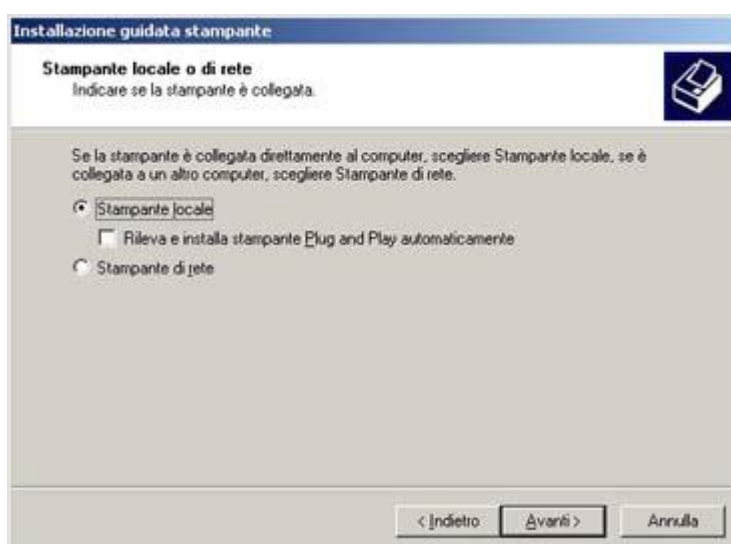 Installazione guidata stampante
Stampante locale o di rete
Indicare se la stampante è collegata.
Se la stampante è collegata direttamente al computer, scegliere Stampante locale, se è
collegata a un altro computer, scegliere Stampante di rete.
Stampante locale
Rileva e installa stampante Plug and Play automaticamente
Stampante di rete
< Indietro
Avanti >
Annulla